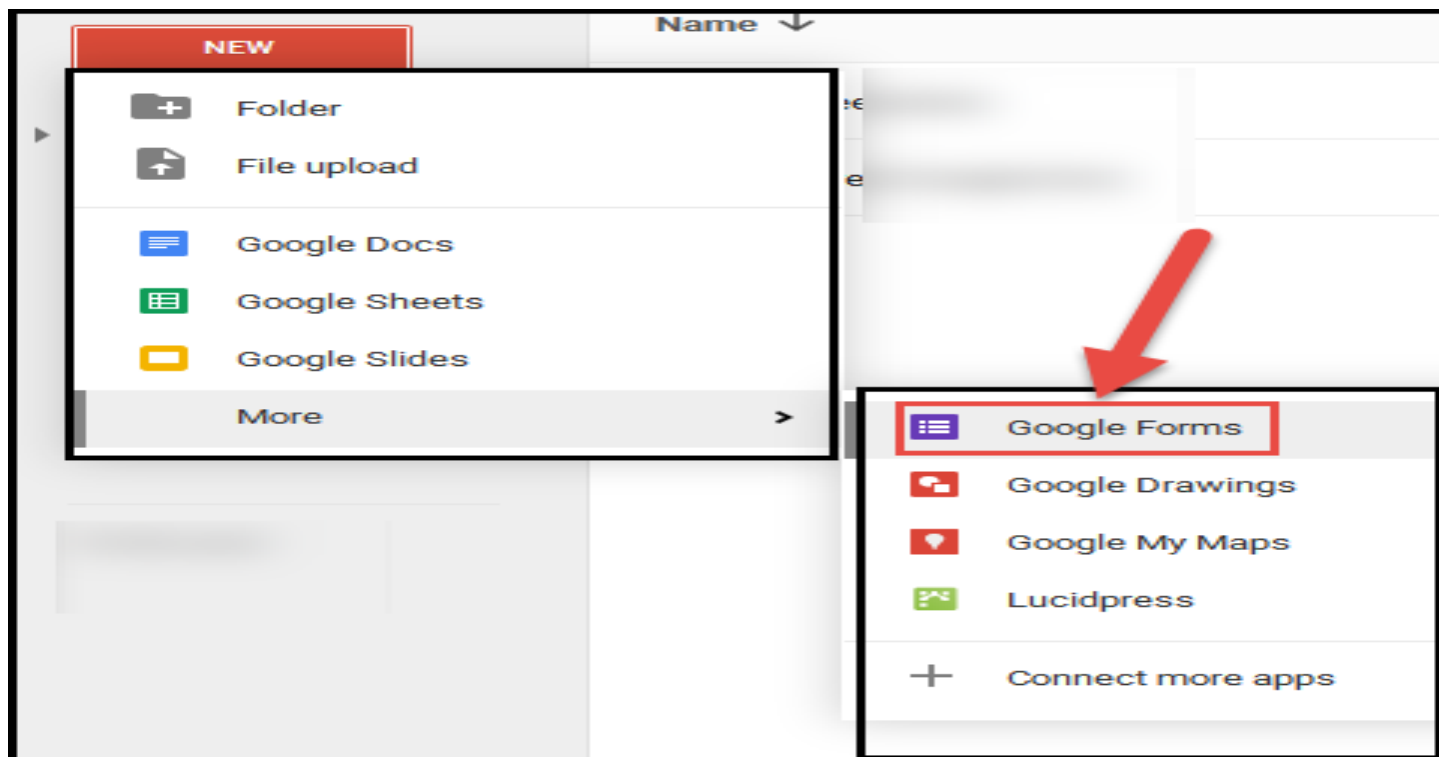 NEW
Name
Folder
File upload
Google Docs
Google Sheets
Google Slides
More
Google Forms
Google Drawings
Google My Maps
Lucidpress
Connect more apps